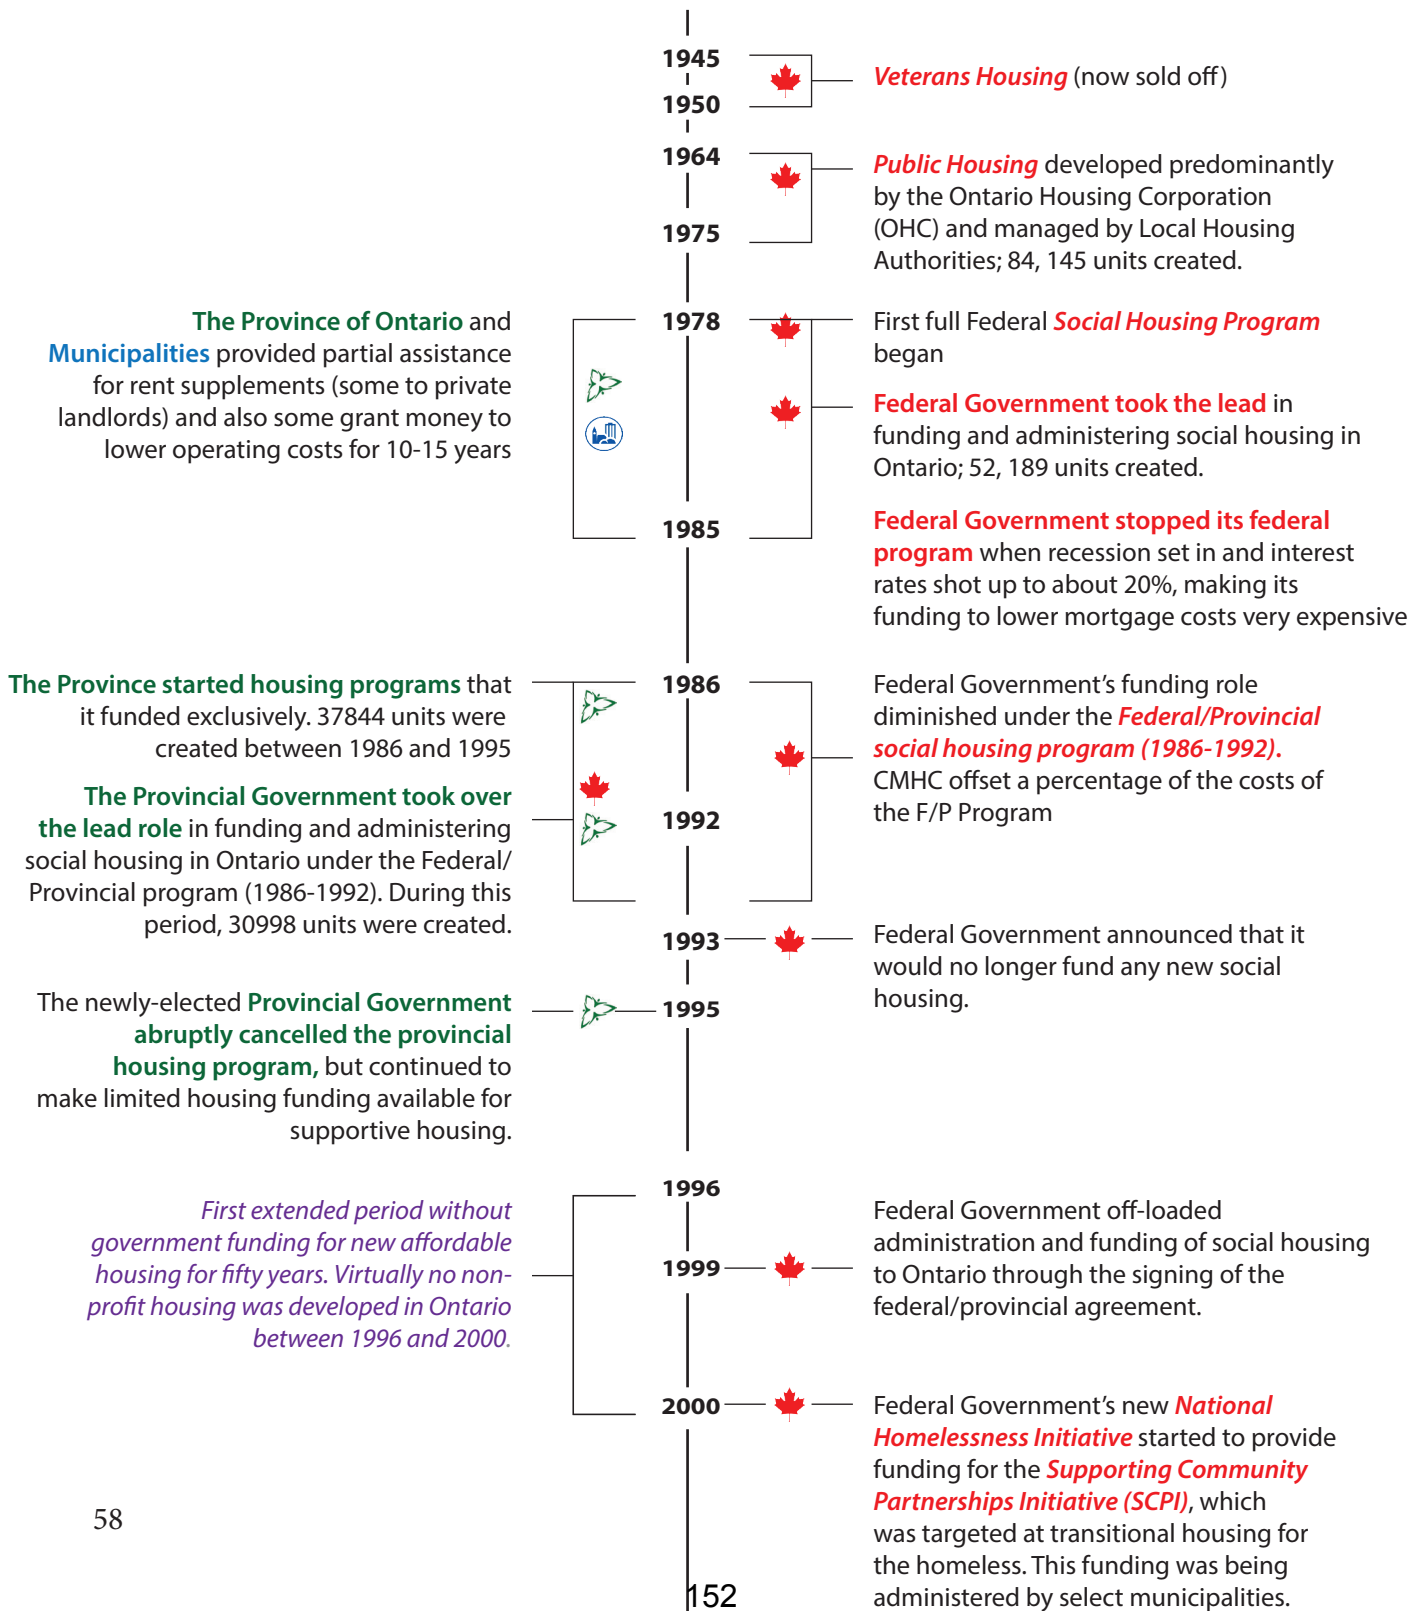 1945
1950
Veterans Housing (now sold off)
1964
1975
Public Housing developed predominantly
by the Ontario Housing Corporation
(OHC) and managed by Local Housing
Authorities; 84, 145 units created.
The Province of Ontario and
Municipalities provided partial assistance
for rent supplements (some to private
landlords) and also some grant money to
lower operating costs for 10-15 years
1978
1985
First full Federal Social Housing Program
began
Federal Government took the lead in
funding and administering social housing in
Ontario; 52, 189 units created.
Federal Government stopped its federal
program when recession set in and interest
rates shot up to about 20%, making its
funding to lower mortgage costs very expensive
The Province started housing programs that
it funded exclusively. 37844 units were
created between 1986 and 1995
The Provincial Government took over
the lead role in funding and administering
social housing in Ontario under the Federal/
Provincial program (1986-1992). During this
period, 30998 units were created.
1986
1992
Federal Government’s funding role
diminished under the Federal/Provincial
social housing program (1986-1992).
CMHC offset a percentage of the costs of
the F/P Program
1993
Federal Government announced that it
would no longer fund any new social
housing.
The newly-elected Provincial Government
abruptly cancelled the provincial
housing program, but continued to
make limited housing funding available for
supportive housing.
1995
First extended period without
government funding for new affordable
housing for fifty years. Virtually no non-
profit housing was developed in Ontario
between 1996 and 2000.
1996
1999
Federal Government off-loaded
administration and funding of social housing
to Ontario through the signing of the
federal/provincial agreement.
2000
Federal Government’s new National
Homelessness Initiative started to provide
funding for the Supporting Community
Partnerships Initiative (SCPI), which
was targeted at transitional housing for
the homeless. This funding was being
administered by select municipalities.
58
152